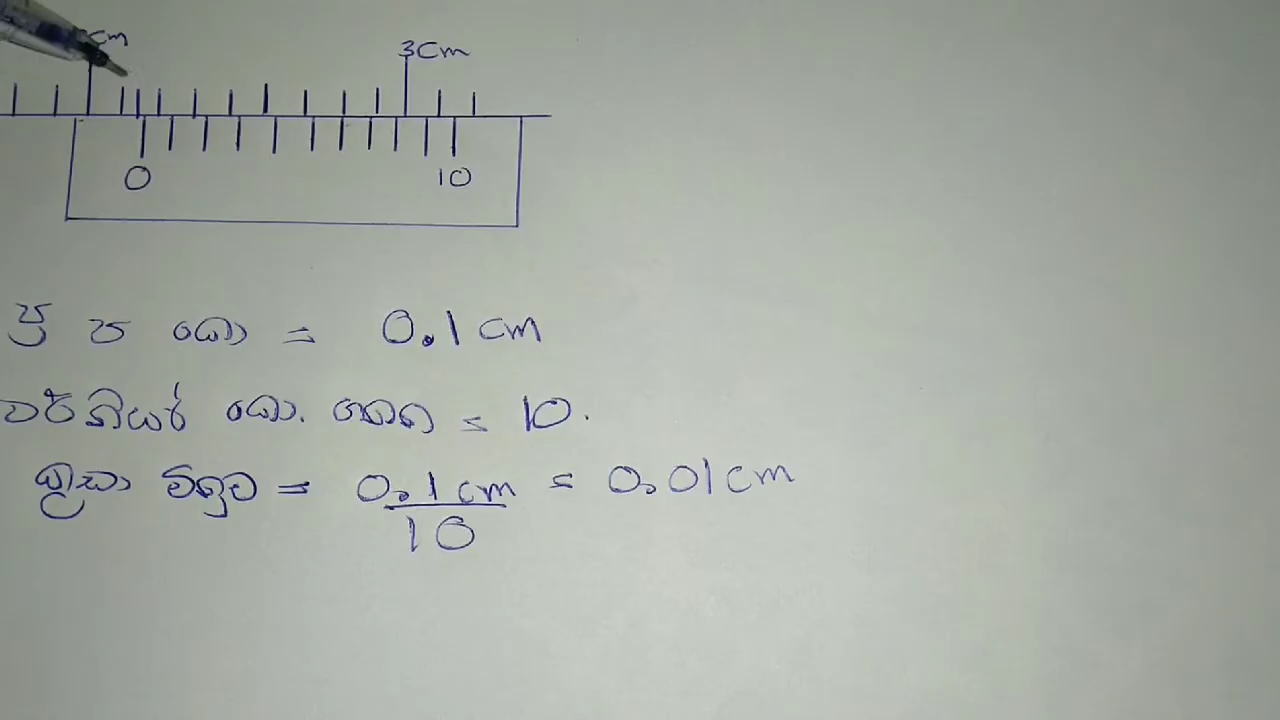 cm 3cm
0 10
ප්‍ර ප කො = 0.1 cm
වර්නියර් කො. ගණන = 10.
කුඩා මිනුම = 0.1 cm / 10 = 0.01 cm